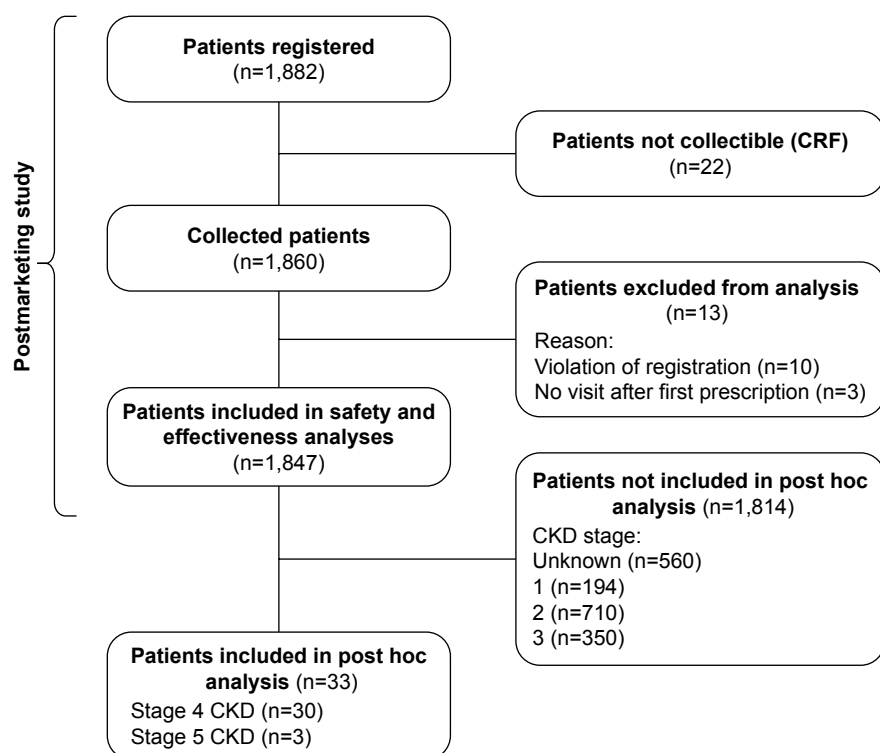 Postmarketing study
Patients registered
(n=1,882)
Patients not collectible (CRF)
(n=22)
Collected patients
(n=1,860)
Patients excluded from analysis
(n=13)
Reason:
Violation of registration (n=10)
No visit after first prescription (n=3)
Patients included in safety and
effectiveness analyses
(n=1,847)
Patients not included in post hoc
analysis (n=1,814)
CKD stage:
Unknown (n=560)
1 (n=194)
2 (n=710)
3 (n=350)
Patients included in post hoc
analysis (n=33)
Stage 4 CKD (n=30)
Stage 5 CKD (n=3)